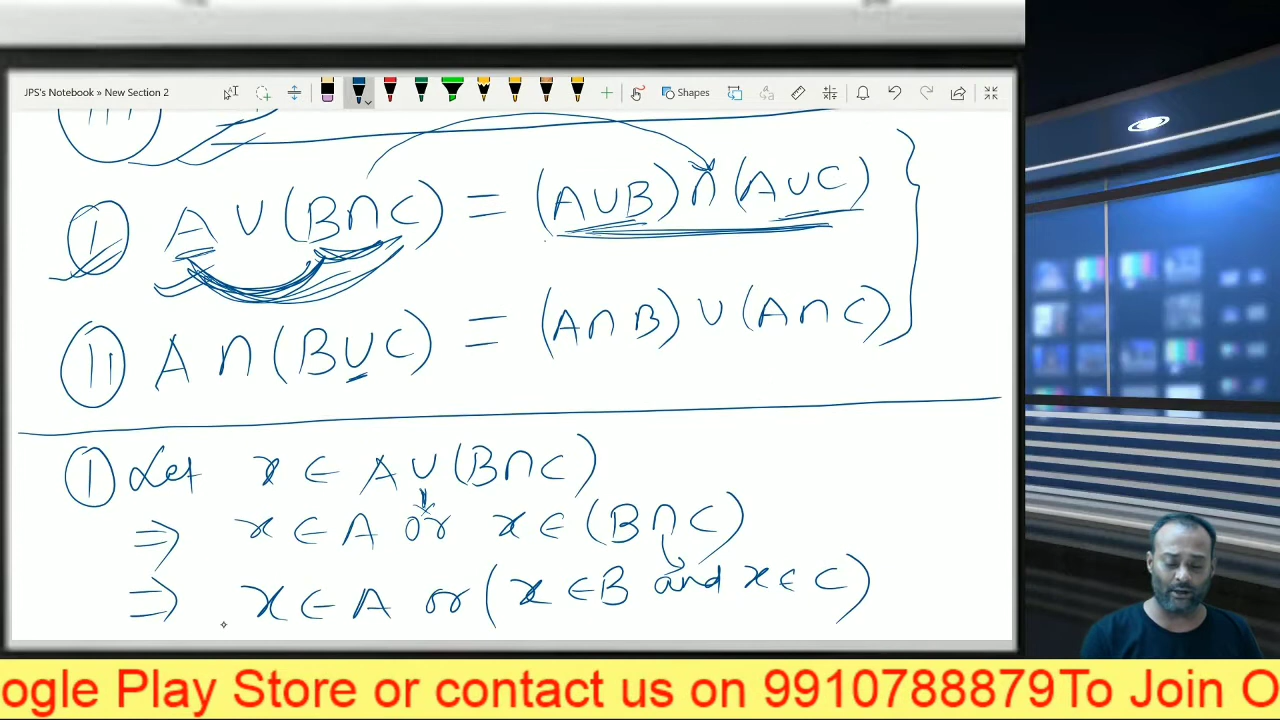 JPS's Notebook » New Section 2
Shapes
(I) A ∪ (B ∩ C) = (A ∪ B) ∩ (A ∪ C)
(II) A ∩ (B ∪ C) = (A ∩ B) ∪ (A ∩ C)
(I) Let x ∈ A ∪ (B ∩ C)
⇒ x ∈ A or x ∈ (B ∩ C)
⇒ x ∈ A or (x ∈ B and x ∈ C)
ogle Play Store or contact us on 9910788879To Join O